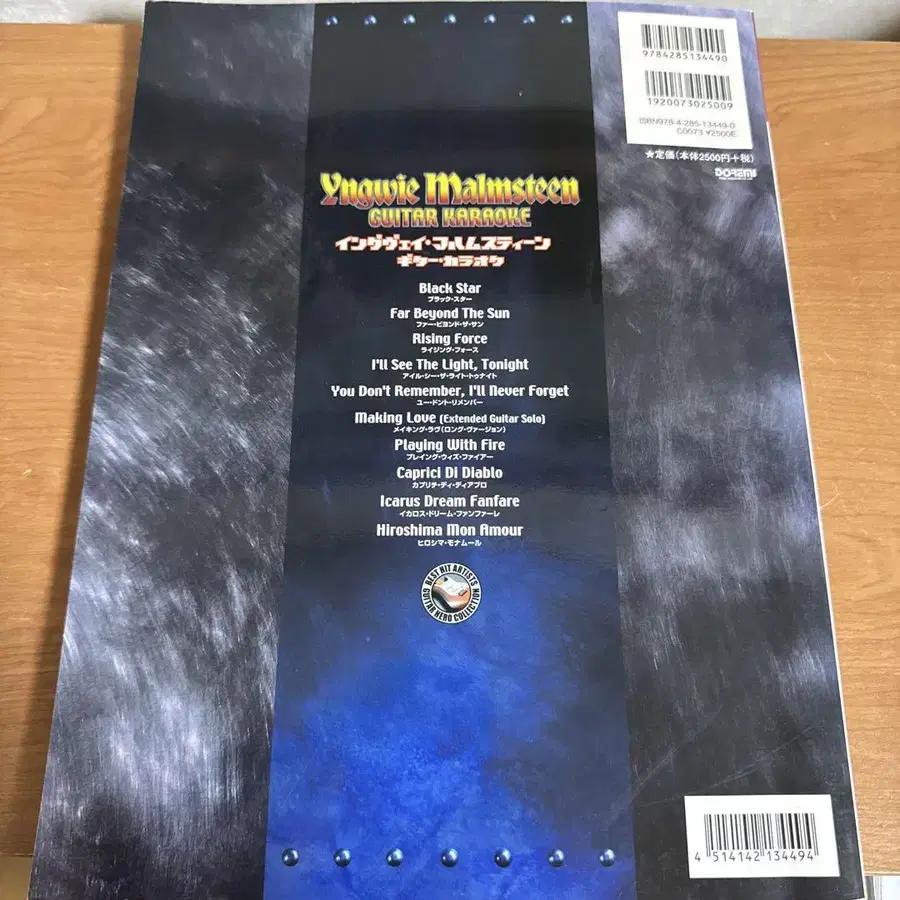 9784285134490
1920073025009
ISBN978-4-285-13449-0
C0073 ¥2500E
★定価(本体2500円+税)
DOREMI
Yngwie Malmsteen
GUITAR KARAOKE
イングヴェイ・マルムスティーン
ギター・カラオケ
Black Star
ブラック・スター
Far Beyond The Sun
ファー・ビヨンド・ザ・サン
Rising Force
ライジング・フォース
I'll See The Light, Tonight
アイル・シー・ザ・ライト・トゥナイト
You Don't Remember, I'll Never Forget
ユー・ドント・リメンバー
Making Love (Extended Guitar Solo)
メイキング・ラヴ(ロング・ヴァージョン)
Playing With Fire
プレイング・ウィズ・ファイアー
Caprici Di Diablo
カプリチ・ディ・ディアブロ
Icarus Dream Fanfare
イカロス・ドリーム・ファンファーレ
Hiroshima Mon Amour
ヒロシマ・モナムール
BEST HIT ARTISTS
GUITAR HERO COLLECTION
4 514142 134494